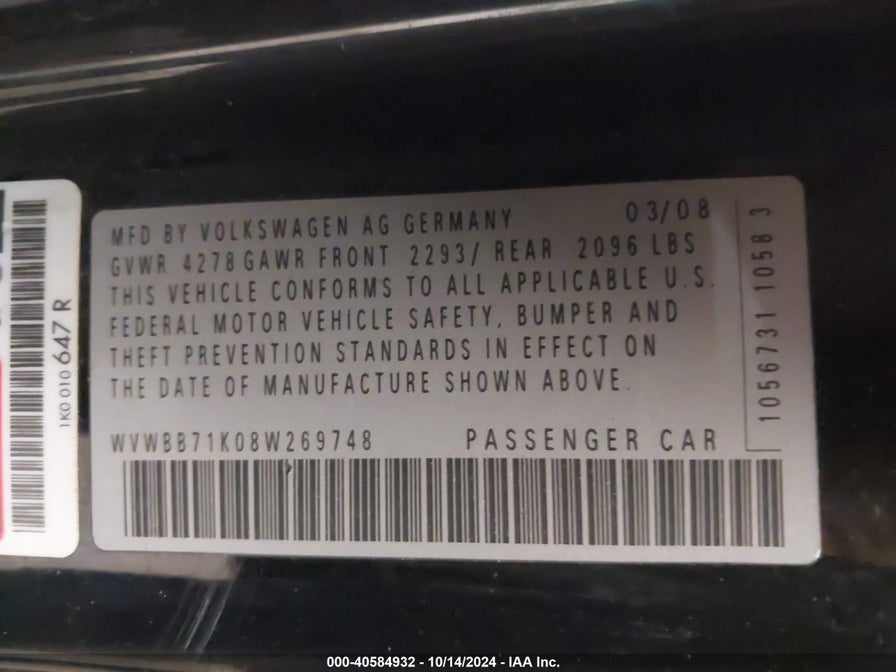 MFD BY VOLKSWAGEN AG GERMANY 03/08
GVWR 4278 GAWR FRONT 2293/ REAR 2096 LBS
THIS VEHICLE CONFORMS TO ALL APPLICABLE U.S.
FEDERAL MOTOR VEHICLE SAFETY, BUMPER AND
THEFT PREVENTION STANDARDS IN EFFECT ON
THE DATE OF MANUFACTURE SHOWN ABOVE.
WVWBB71K08W269748 PASSENGER CAR
1056731 1058 3
1K0 010 647 R
000-40584932 - 10/14/2024 - IAA Inc.